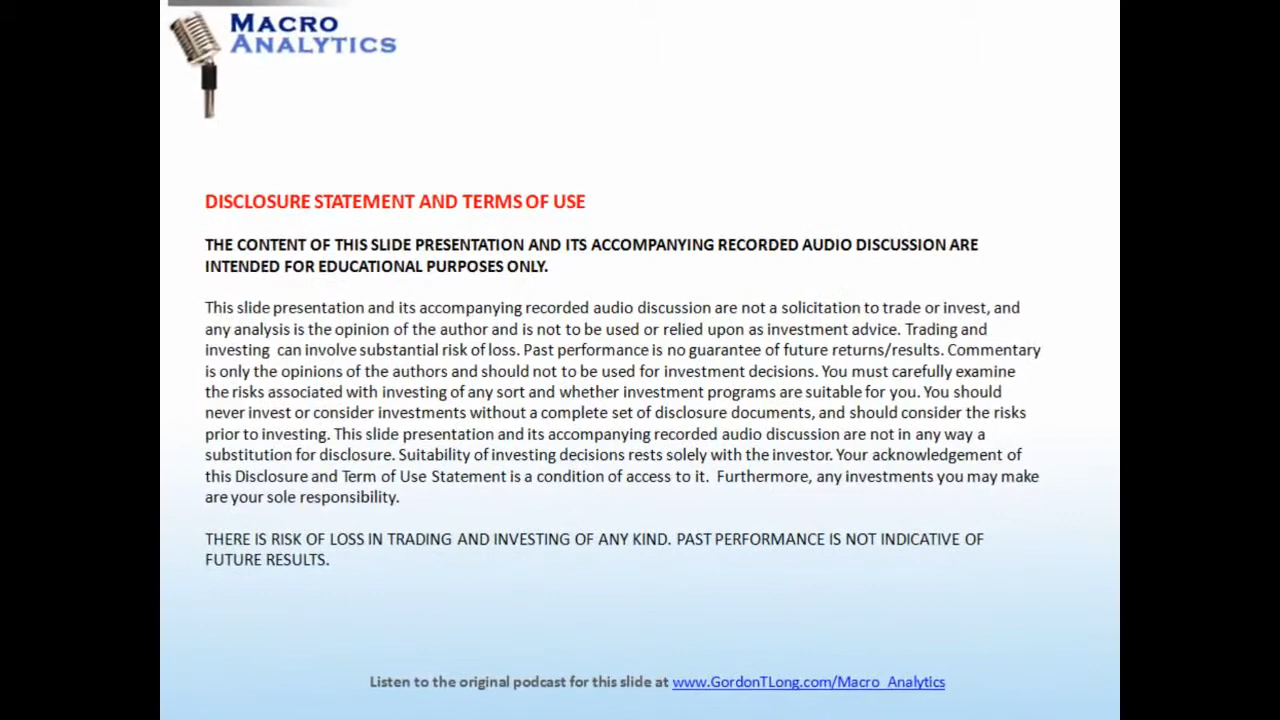 MACRO
ANALYTICS
DISCLOSURE STATEMENT AND TERMS OF USE
THE CONTENT OF THIS SLIDE PRESENTATION AND ITS ACCOMPANYING RECORDED AUDIO DISCUSSION ARE
INTENDED FOR EDUCATIONAL PURPOSES ONLY.
This slide presentation and its accompanying recorded audio discussion are not a solicitation to trade or invest, and
any analysis is the opinion of the author and is not to be used or relied upon as investment advice. Trading and
investing can involve substantial risk of loss. Past performance is no guarantee of future returns/results. Commentary
is only the opinions of the authors and should not to be used for investment decisions. You must carefully examine
the risks associated with investing of any sort and whether investment programs are suitable for you. You should
never invest or consider investments without a complete set of disclosure documents, and should consider the risks
prior to investing. This slide presentation and its accompanying recorded audio discussion are not in any way a
substitution for disclosure. Suitability of investing decisions rests solely with the investor. Your acknowledgement of
this Disclosure and Term of Use Statement is a condition of access to it. Furthermore, any investments you may make
are your sole responsibility.
THERE IS RISK OF LOSS IN TRADING AND INVESTING OF ANY KIND. PAST PERFORMANCE IS NOT INDICATIVE OF
FUTURE RESULTS.
Listen to the original podcast for this slide at www.GordonTLong.com/Macro_Analytics